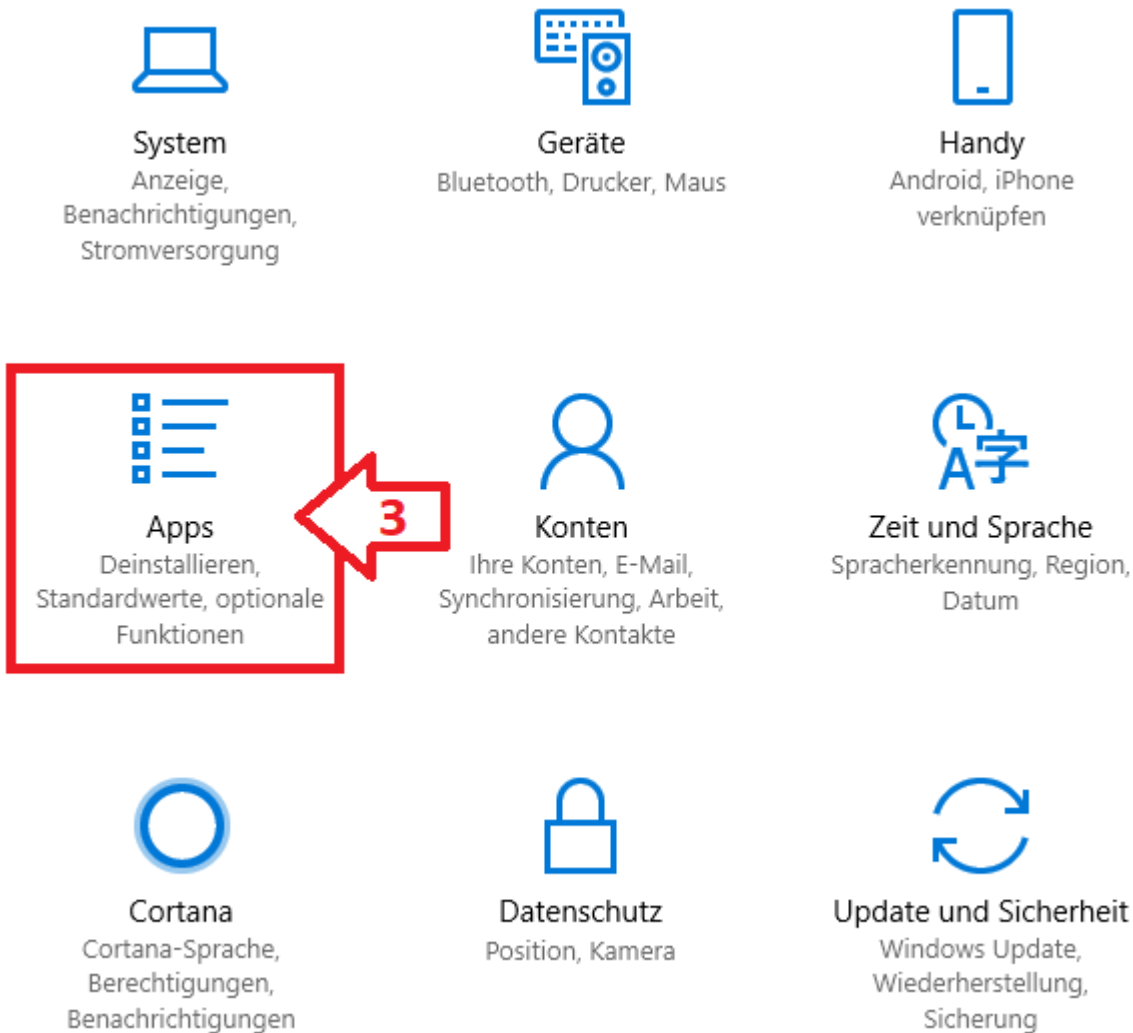 System
Anzeige,
Benachrichtigungen,
Stromversorgung
Geräte
Bluetooth, Drucker, Maus
Handy
Android, iPhone
verknüpfen
Apps
Deinstallieren,
Standardwerte, optionale
Funktionen
3
Konten
Ihre Konten, E-Mail,
Synchronisierung, Arbeit,
andere Kontakte
A字
Zeit und Sprache
Spracherkennung, Region,
Datum
Cortana
Cortana-Sprache,
Berechtigungen,
Benachrichtigungen
Datenschutz
Position, Kamera
Update und Sicherheit
Windows Update,
Wiederherstellung,
Sicherung